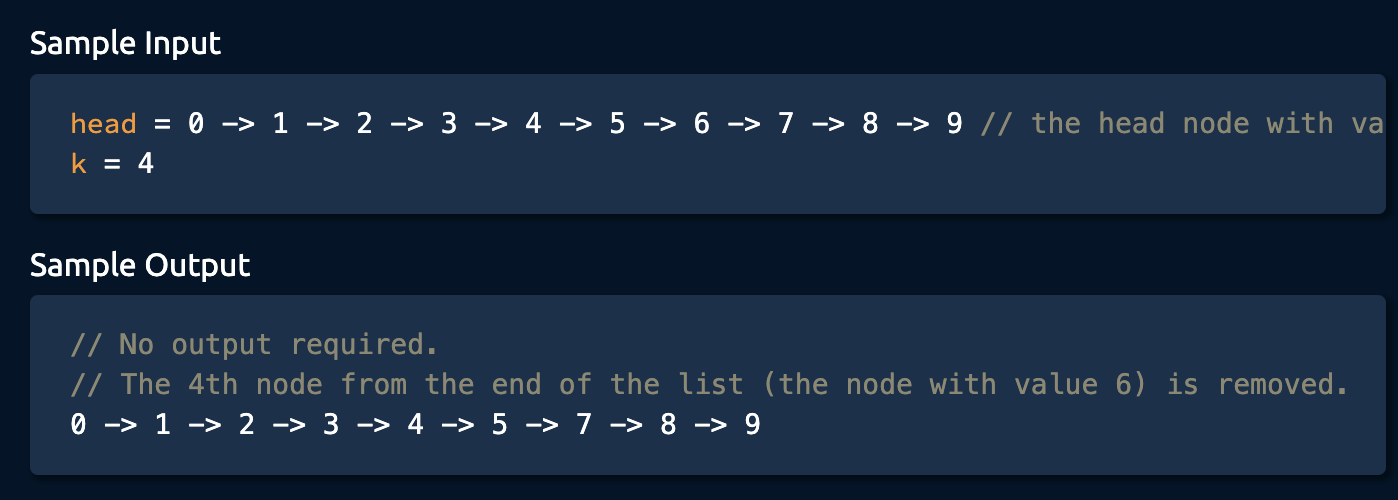 Sample Input
head = 0 -> 1 -> 2 -> 3 -> 4 -> 5 -> 6 -> 7 -> 8 -> 9 // the head node with va
k = 4
Sample Output
// No output required.
// The 4th node from the end of the list (the node with value 6) is removed.
0 -> 1 -> 2 -> 3 -> 4 -> 5 -> 7 -> 8 -> 9